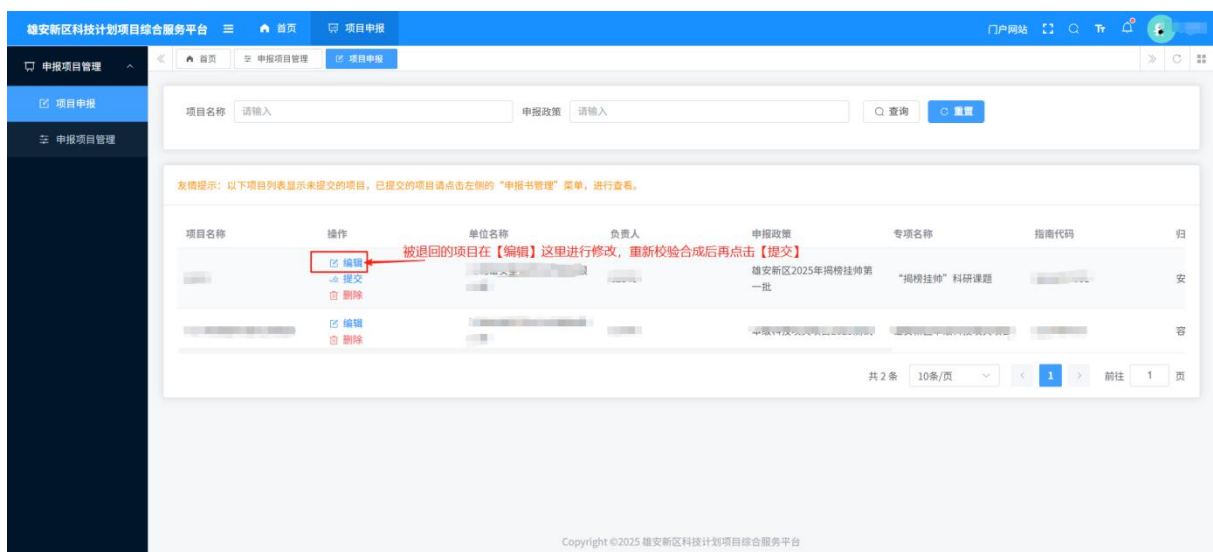 雄安新区科技计划项目综合服务平台 首页 项目申报 门户网站
申报项目管理 首页 申报项目管理 项目申报
项目申报
申报项目管理
项目名称 请输入 申报政策 请输入 查询 重置
友情提示：以下项目列表显示未提交的项目，已提交的项目请点击左侧的“申报书管理”菜单，进行查看。
项目名称 操作 单位名称 负责人 申报政策 专项名称 指南代码 归
被退回的项目在【编辑】这里进行修改，重新校验合成后再点击【提交】
编辑
提交
删除
雄安新区2025年揭榜挂帅第
一批
“揭榜挂帅”科研课题
安
编辑
删除
容
共 2 条 10条/页 1 前往 1 页
Copyright ©2025 雄安新区科技计划项目综合服务平台